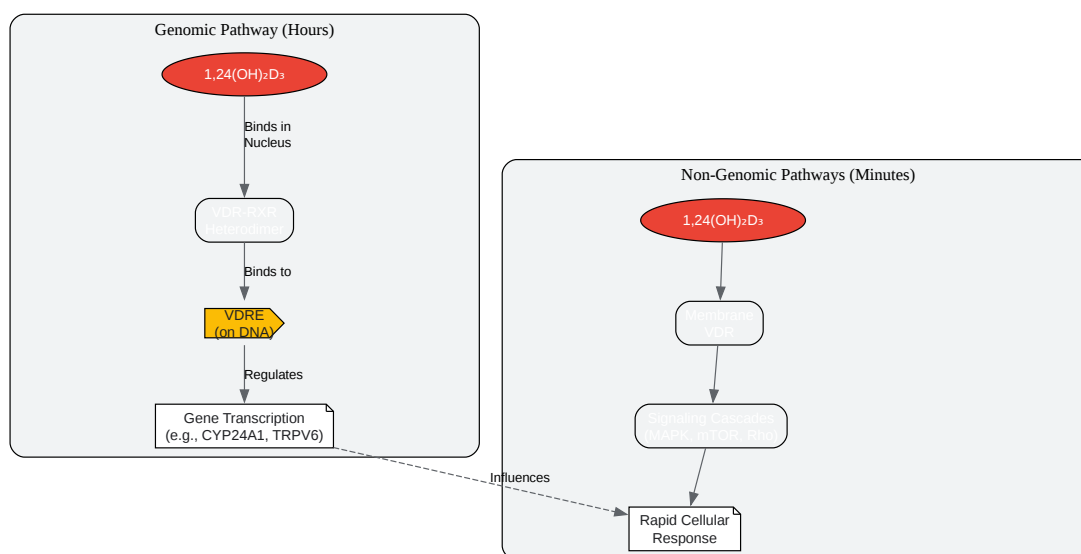 Genomic Pathway (Hours)
1,24(OH)₂D₃
Binds in
Nucleus
VDR-RXR
Heterodimer
Binds to
VDRE
(on DNA)
Regulates
Gene Transcription
(e.g., CYP24A1, TRPV6)
Influences
Non-Genomic Pathways (Minutes)
1,24(OH)₂D₃
Membrane
VDR
Signaling Cascades
(MAPK, mTOR, Rho)
Rapid Cellular
Response